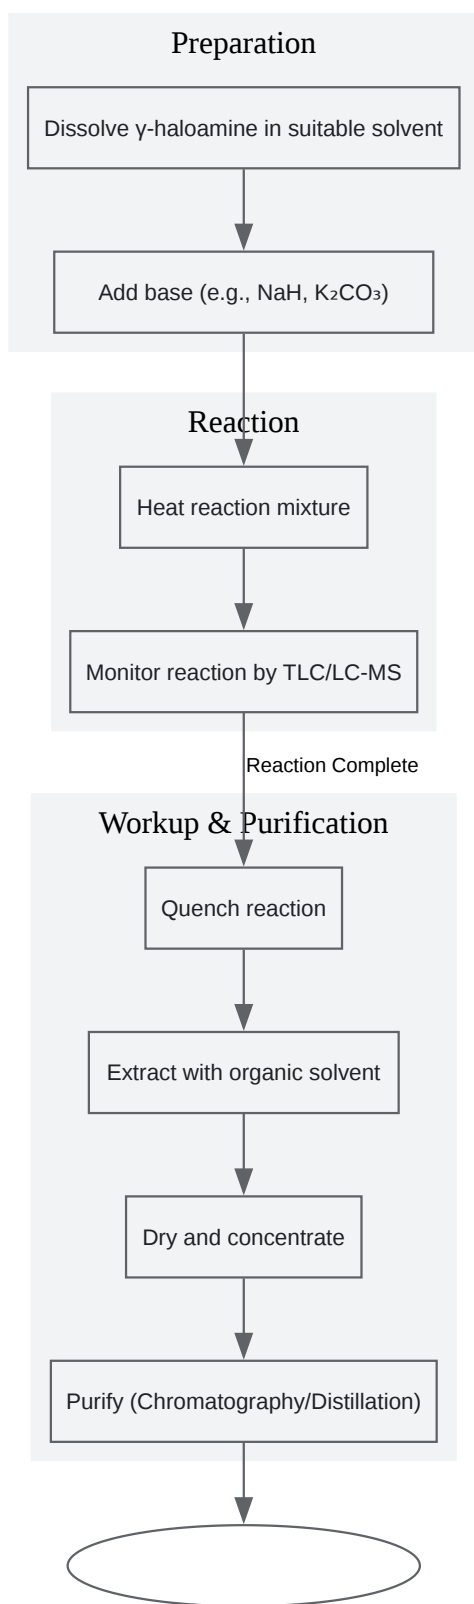 Preparation
Dissolve γ-haloamine in suitable solvent
Add base (e.g., NaH, K₂CO₃)
Reaction
Heat reaction mixture
Monitor reaction by TLC/LC-MS
Reaction Complete
Workup & Purification
Quench reaction
Extract with organic solvent
Dry and concentrate
Purify (Chromatography/Distillation)